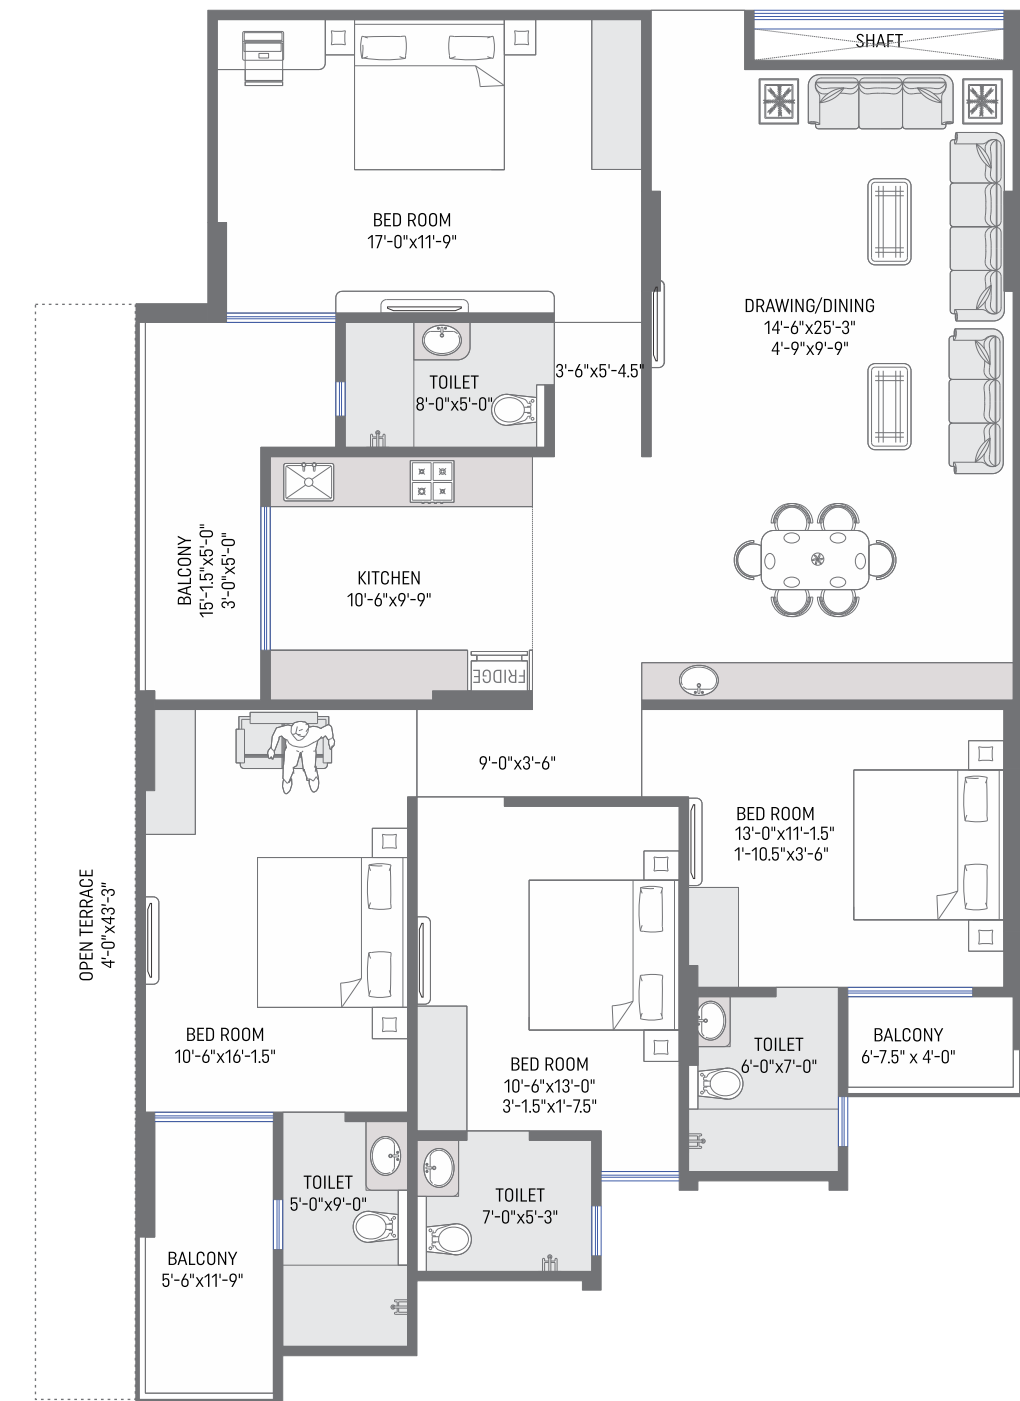 SHAFT
BED ROOM
17'-0"x11'-9"
DRAWING/DINING
14'-6"x25'-3"
4'-9"x9'-9"
3'-6"x5'-4.5"
TOILET
8'-0"x5'-0"
BALCONY
15'-1.5"x5'-0"
3'-0"x5'-0"
KITCHEN
10'-6"x9'-9"
FRIDGE
9'-0"x3'-6"
BED ROOM
13'-0"x11'-1.5"
1'-10.5"x3'-6"
OPEN TERRACE
4'-0"x43'-3"
BED ROOM
10'-6"x16'-1.5"
BED ROOM
10'-6"x13'-0"
3'-1.5"x1'-7.5"
TOILET
6'-0"x7'-0"
BALCONY
6'-7.5" x 4'-0"
TOILET
5'-0"x9'-0"
TOILET
7'-0"x5'-3"
BALCONY
5'-6"x11'-9"